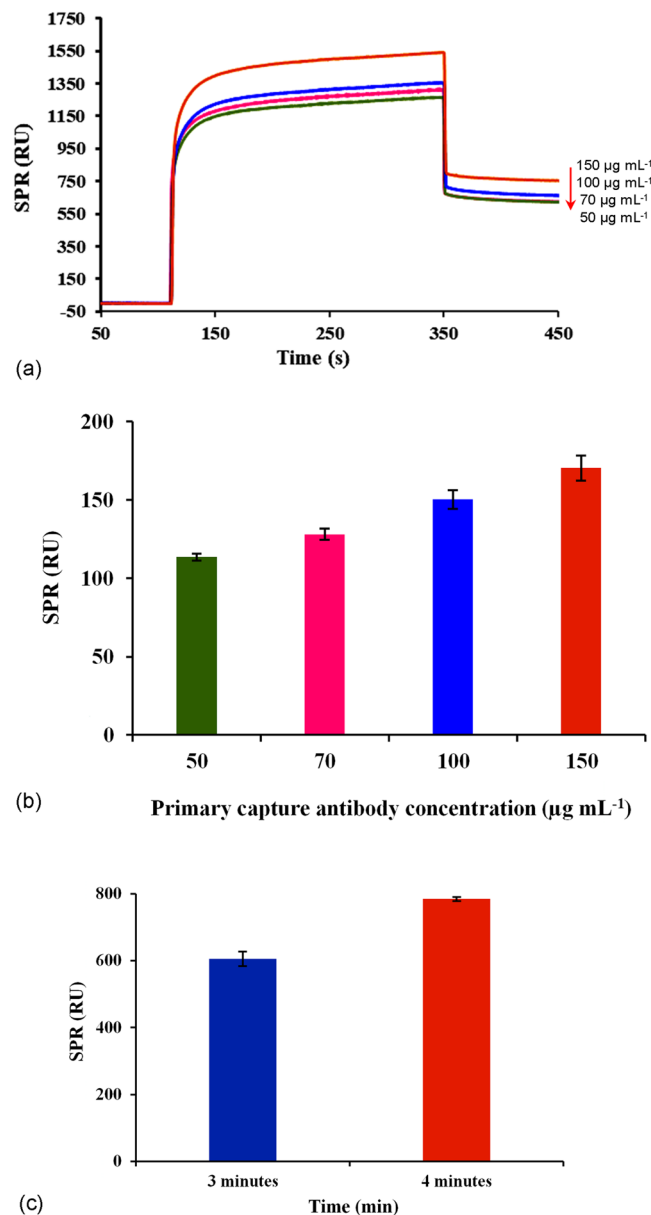 1750
1550
1350
1150
950
750
550
350
150
-50
SPR (RU)
150 µg mL-1
100 µg mL-1
70 µg mL-1
50 µg mL-1
50 150 250 350 450
Time (s)
(a)
200
150
100
50
0
SPR (RU)
50 70 100 150
(b)
Primary capture antibody concentration (µg mL-1)
800
600
400
200
0
SPR (RU)
3 minutes 4 minutes
Time (min)
(c)